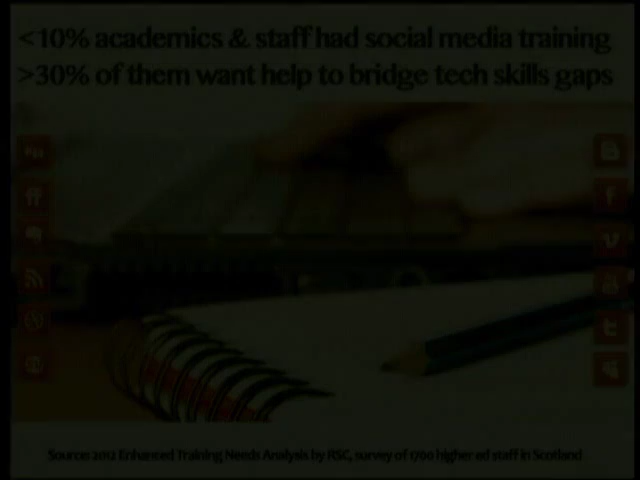 <10% academics & staff had social media training
>30% of them want help to bridge tech skills gaps
Source: 2012 Enhanced Training Needs Analysis by RSC, survey of 1700 higher ed staff in Scotland